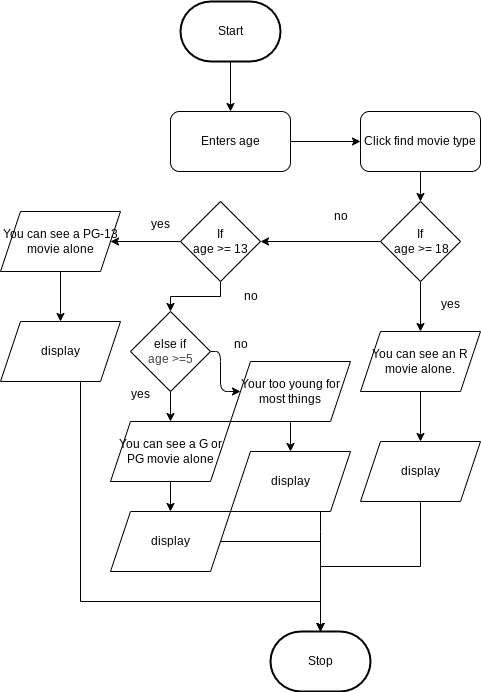 Start
Enters age
Click find movie type
If
age >= 18
no
yes
If
age >= 13
yes
no
You can see a PG-13
movie alone
display
else if
age >=5
no
yes
Your too young for
most things
display
You can see a G or
PG movie alone
display
You can see an R
movie alone.
display
Stop